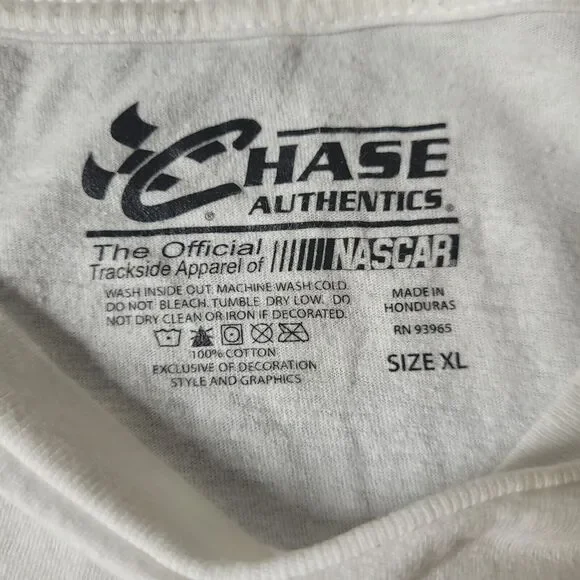 CHASE
AUTHENTICS®
The Official
Trackside Apparel of NASCAR
WASH INSIDE OUT. MACHINE WASH COLD.
DO NOT BLEACH. TUMBLE DRY LOW. DO
NOT DRY CLEAN OR IRON IF DECORATED.
100% COTTON
EXCLUSIVE OF DECORATION
STYLE AND GRAPHICS
MADE IN
HONDURAS
RN 93965
SIZE XL